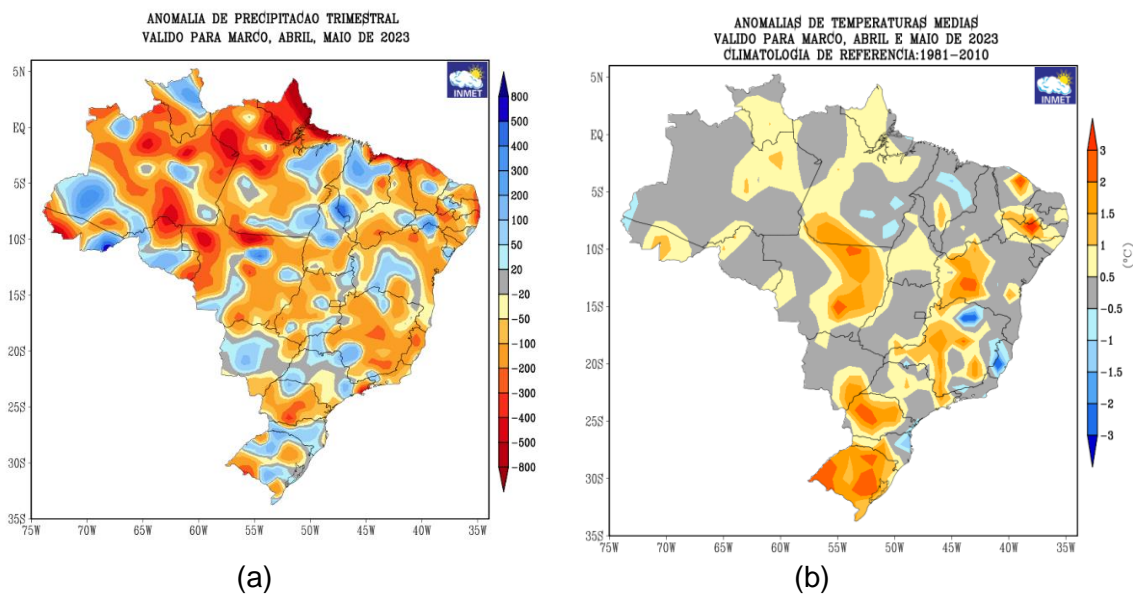 ANOMALIA DE PRECIPITACAO TRIMESTRAL
VALIDO PARA MARCO, ABRIL, MAIO DE 2023
INMET
5N
EQ
5S
10S
15S
20S
25S
30S
35S
75W
70W
65W
60W
55W
50W
45W
40W
35W
800
500
400
300
200
100
50
20
-20
-50
-100
-200
-300
-400
-500
-800
(a)
ANOMALIAS DE TEMPERATURAS MEDIAS
VALIDO PARA MARCO, ABRIL E MAIO DE 2023
CLIMATOLOGIA DE REFERENCIA:1981-2010
INMET
5N
EQ
5S
10S
15S
20S
25S
30S
35S
75W
70W
65W
60W
55W
50W
45W
40W
35W
3
2
1.5
1
0.5
-0.5
-1
-1.5
-2
-3
(°C)
(b)